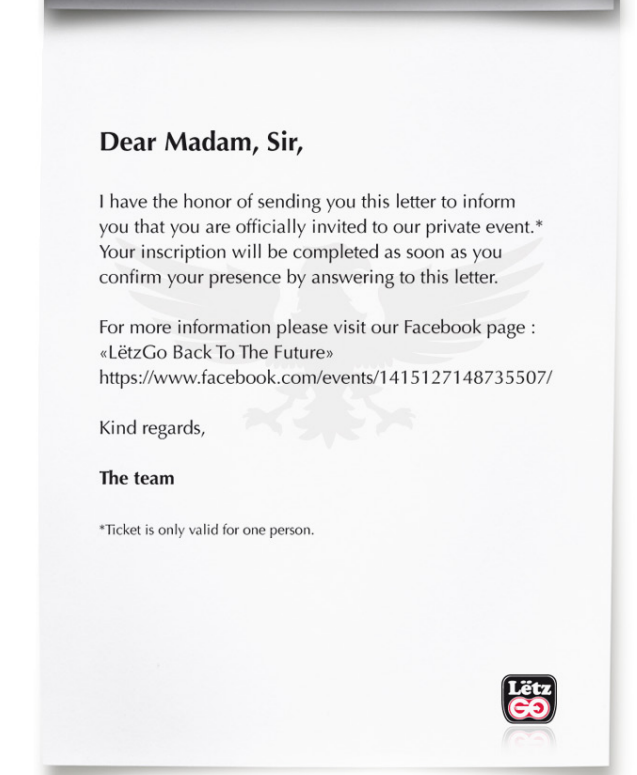 Dear Madam, Sir,
I have the honor of sending you this letter to inform
you that you are officially invited to our private event.*
Your inscription will be completed as soon as you
confirm your presence by answering to this letter.
For more information please visit our Facebook page :
«LëtzGo Back To The Future»
https://www.facebook.com/events/1415127148735507/
Kind regards,
The team
*Ticket is only valid for one person.
Lëtz
GO